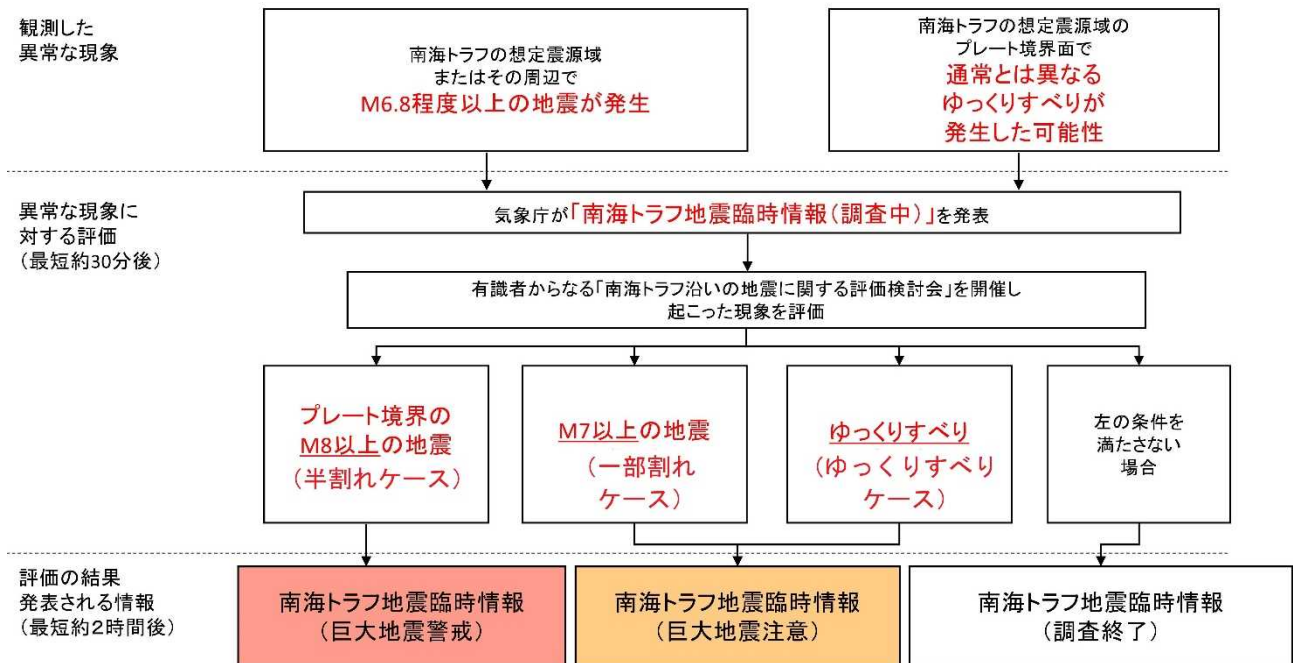 観測した
異常な現象
南海トラフの想定震源域
またはその周辺で
M6.8程度以上の地震が発生
南海トラフの想定震源域の
プレート境界面で
通常とは異なる
ゆっくりすべりが
発生した可能性
異常な現象に
対する評価
(最短約30分後)
気象庁が「南海トラフ地震臨時情報(調査中)」を発表
有識者からなる「南海トラフ沿いの地震に関する評価検討会」を開催し
起こった現象を評価
プレート境界の
M8以上の地震
(半割れケース)
M7以上の地震
(一部割れ
ケース)
ゆっくりすべり
(ゆっくりすべり
ケース)
左の条件を
満たさない
場合
評価の結果
発表される情報
(最短約2時間後)
南海トラフ地震臨時情報
(巨大地震警戒)
南海トラフ地震臨時情報
(巨大地震注意)
南海トラフ地震臨時情報
(調査終了)